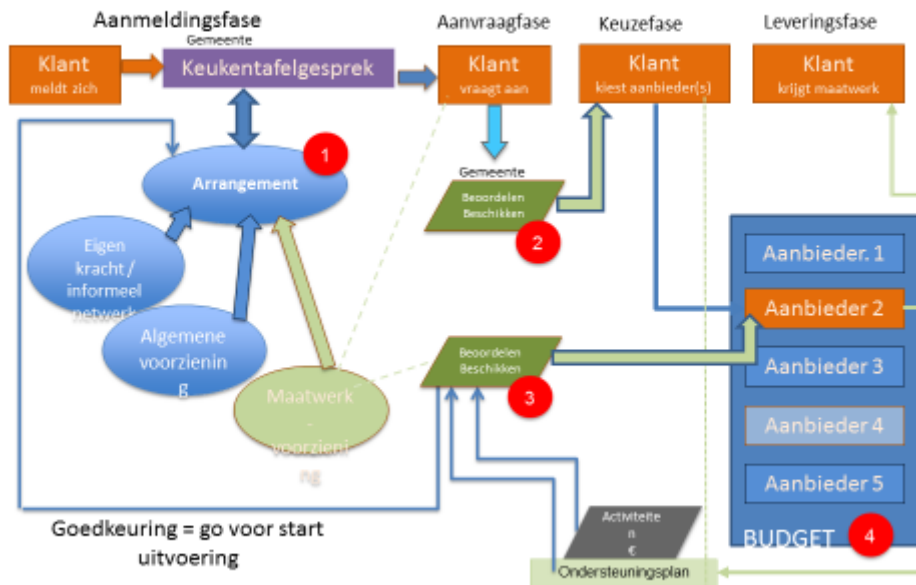 Aanmeldingsfase
Aanvraagfase
Keuzefase
Leveringsfase
Gemeente
Klant
meldt zich
Keukentafelgesprek
Klant
vraagt aan
Klant
kiest aanbieder(s)
Klant
krijgt maatwerk
1
Arrangement
Gemeente
Beoordelen
Beschikken
2
Eigen
kracht /
informeel
netwerk
Algemene
voorzienin
g
Maatwerk
-
voorzieni
ng
Beoordelen
Beschikken
3
Aanbieder. 1
Aanbieder 2
Aanbieder 3
Aanbieder 4
Aanbieder 5
BUDGET
4
Goedkeuring = go voor start
uitvoering
Activiteite
n
€
Ondersteuningsplan